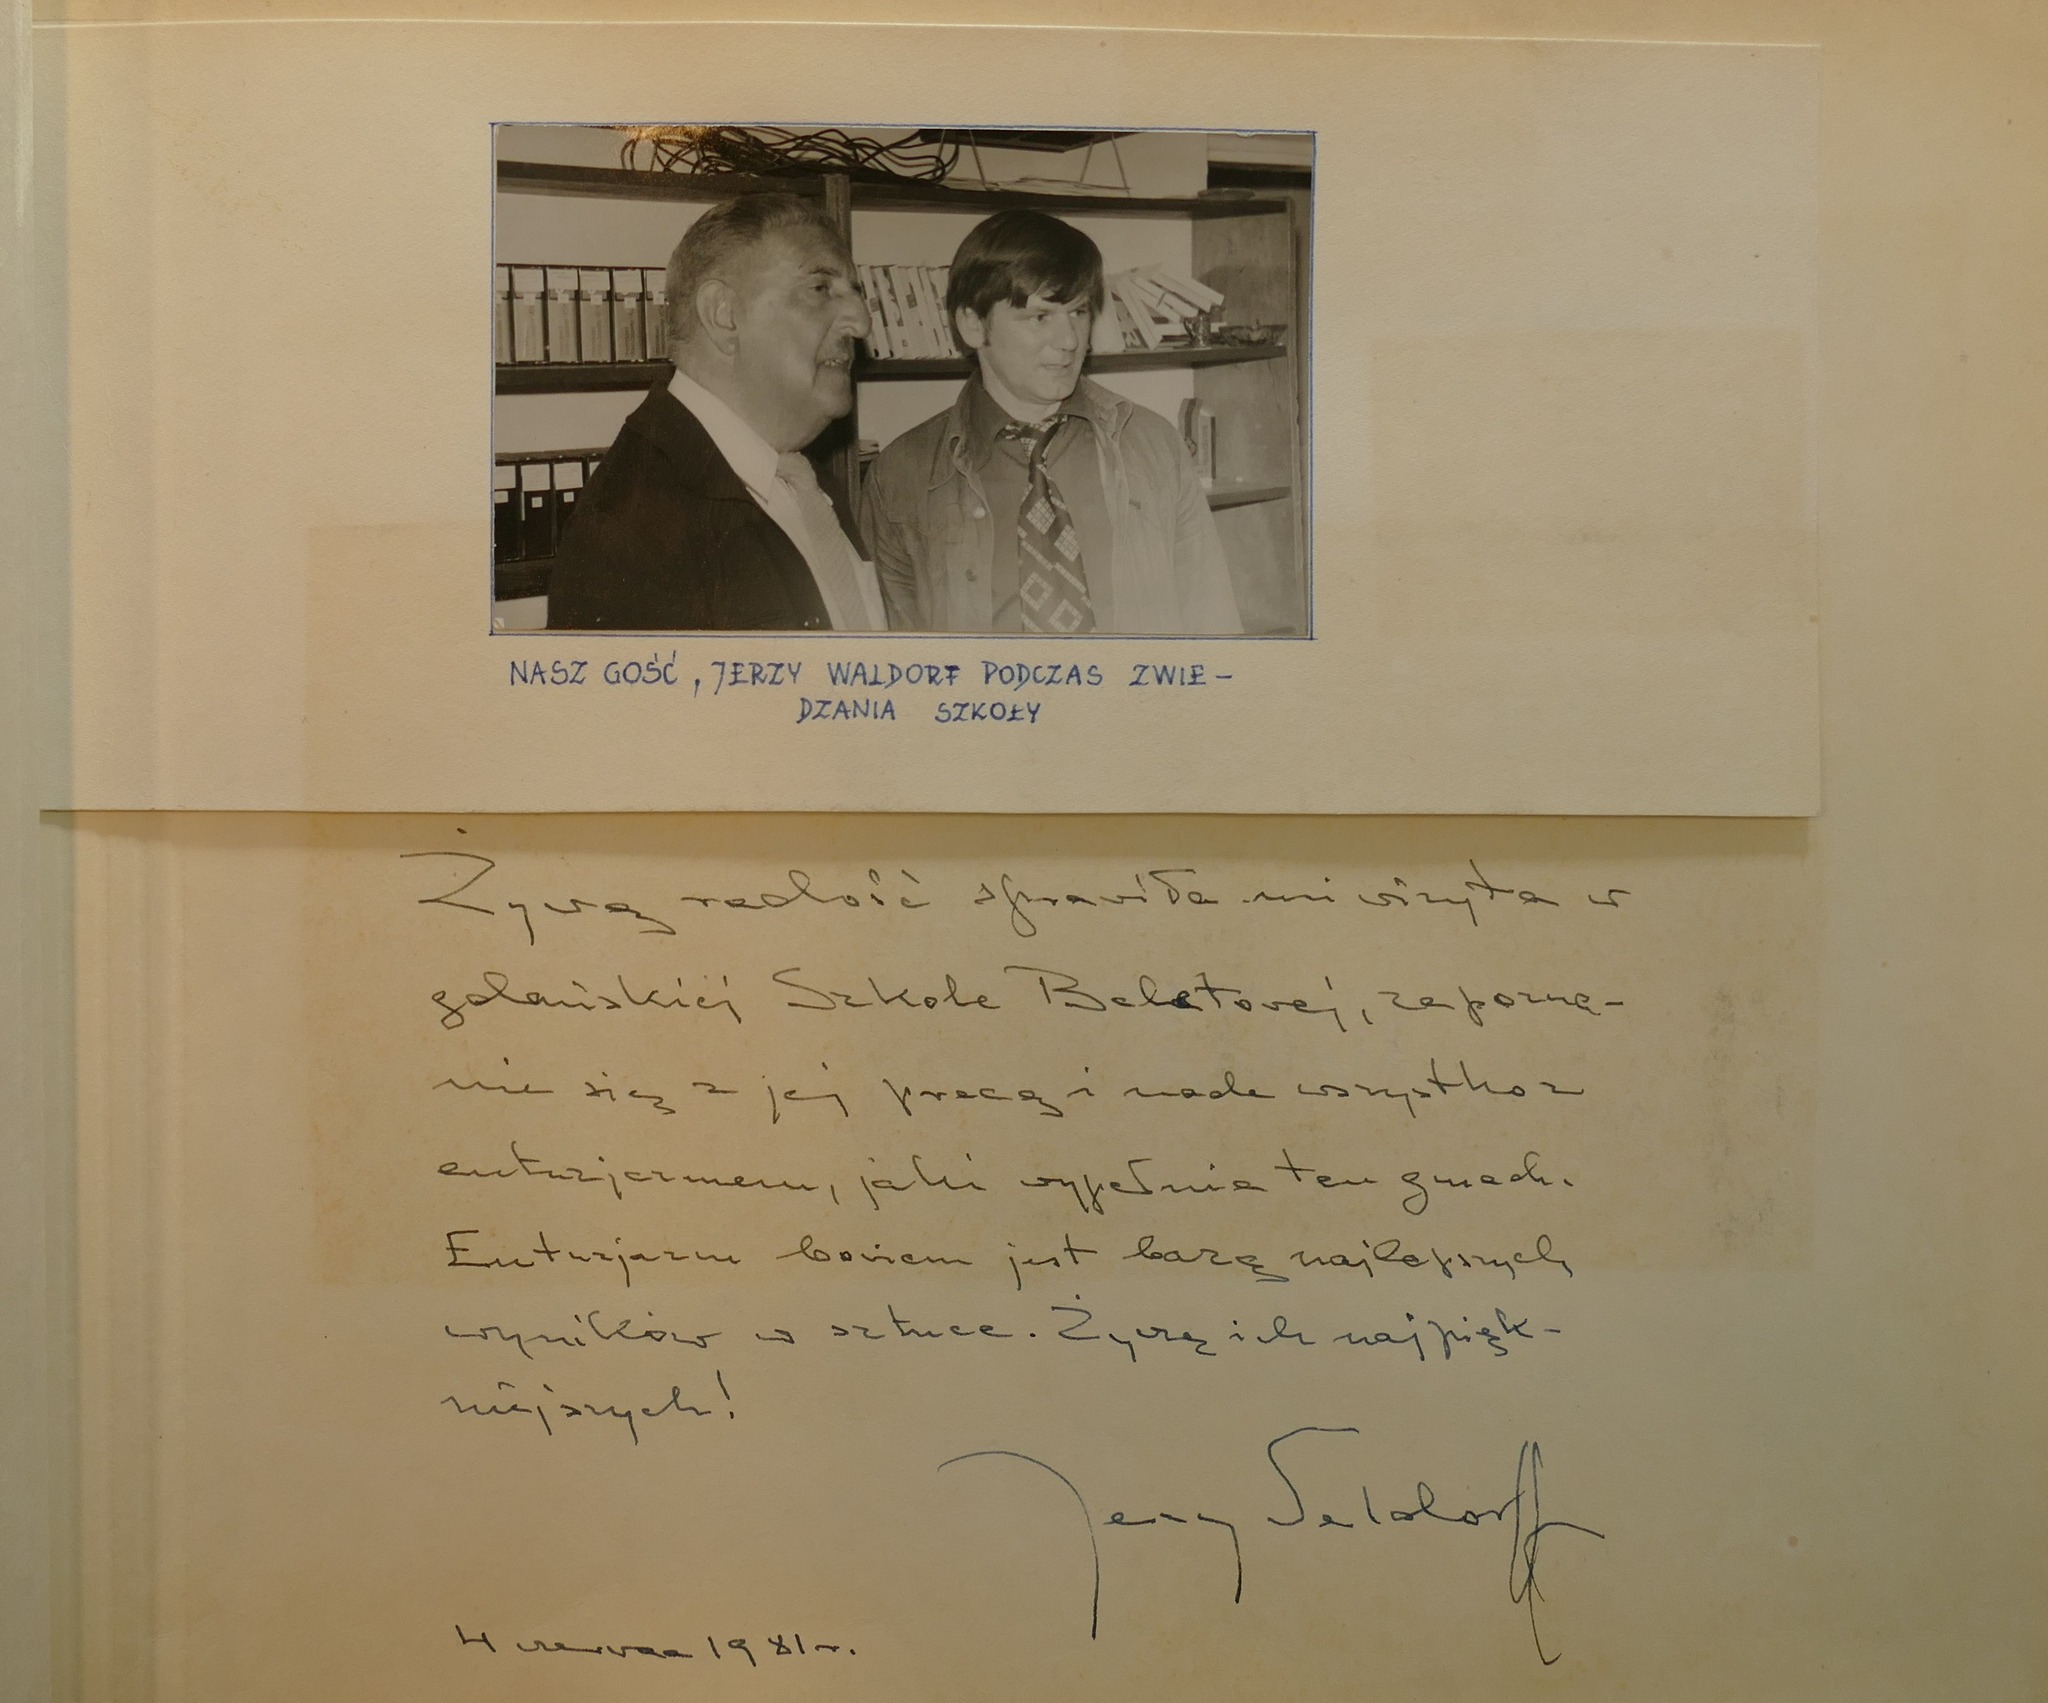 NASZ GOŚĆ, JERZY WALDORF PODCZAS ZWIE-
DZANIA SZKOŁY
Żywą radość sprawiła mi wizyta w
gdańskiej Szkole Baletowej, zapozna-
nie się z jej pracą i nade wszystko z
entuzjazmem, jaki wypełnia ten gmach.
Entuzjazm bowiem jest bazą najlepszych
wyników w sztuce. Życzę ich najpięk-
niejszych!
Jerzy Waldorff
4 czerwca 1981 r.